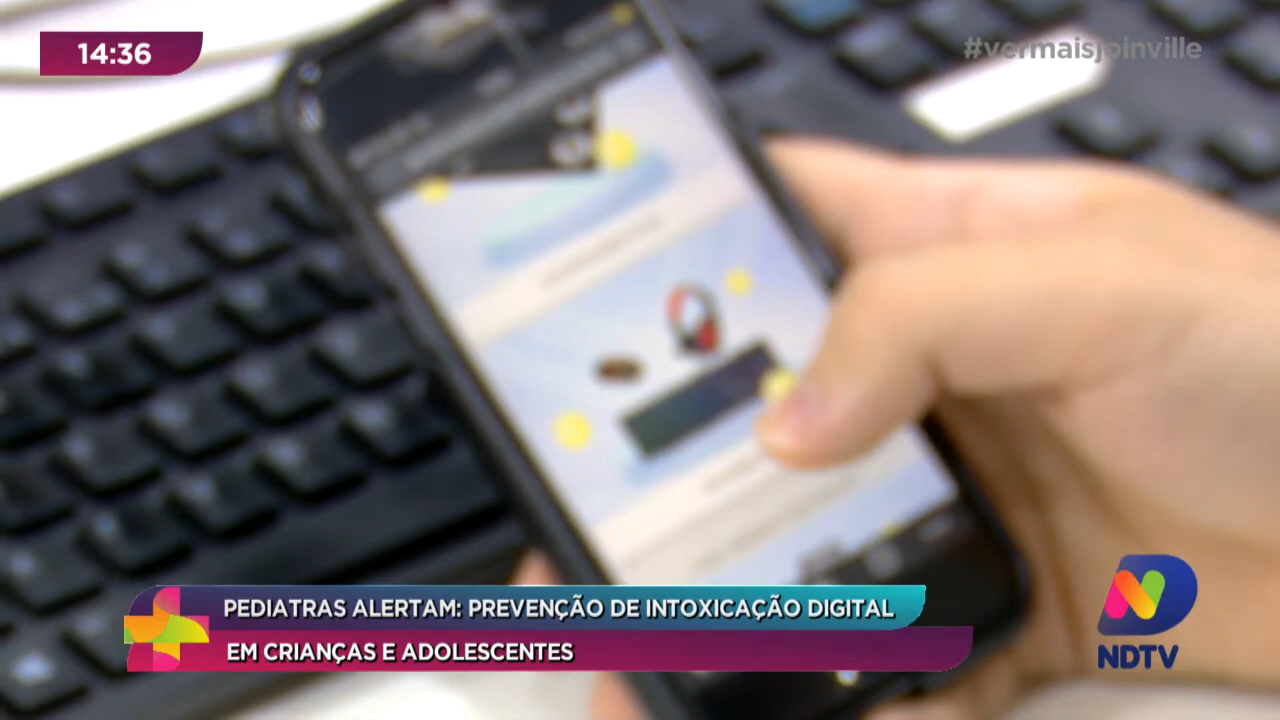 14:36
#vermaisjoinville
PEDIATRAS ALERTAM: PREVENÇÃO DE INTOXICAÇÃO DIGITAL
EM CRIANÇAS E ADOLESCENTES
NDTV